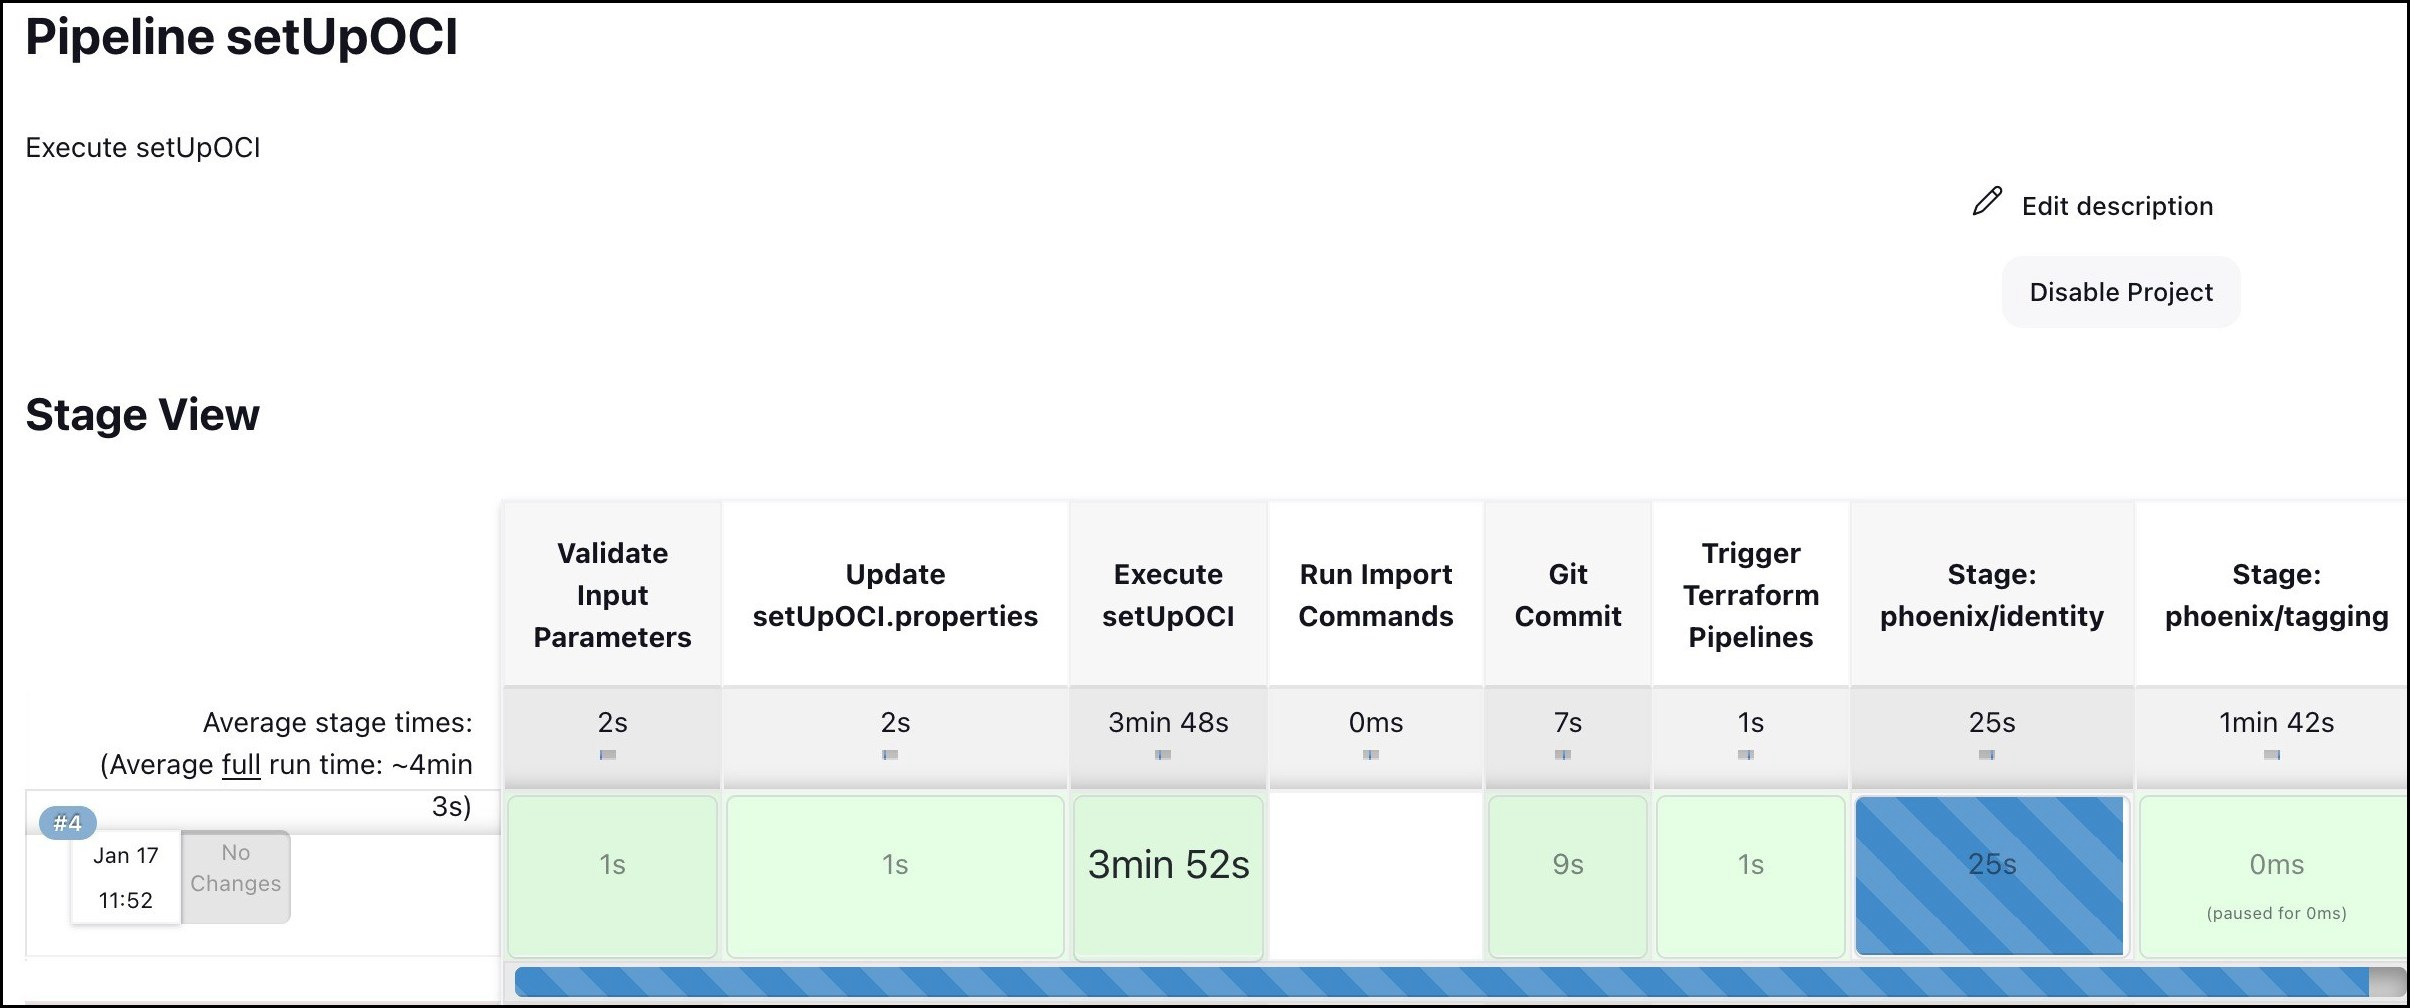 Pipeline setUpOCI
Execute setUpOCI
Edit description
Disable Project
Stage View
Validate
Input
Parameters
Update
setUpOCI.properties
Execute
setUpOCI
Run Import
Commands
Git
Commit
Trigger
Terraform
Pipelines
Stage:
phoenix/identity
Stage:
phoenix/tagging
Average stage times:
(Average full run time: ~4min
3s)
2s
2s
3min 48s
0ms
7s
1s
25s
1min 42s
#4
Jan 17
11:52
No
Changes
1s
1s
3min 52s
9s
1s
25s
0ms
(paused for 0ms)